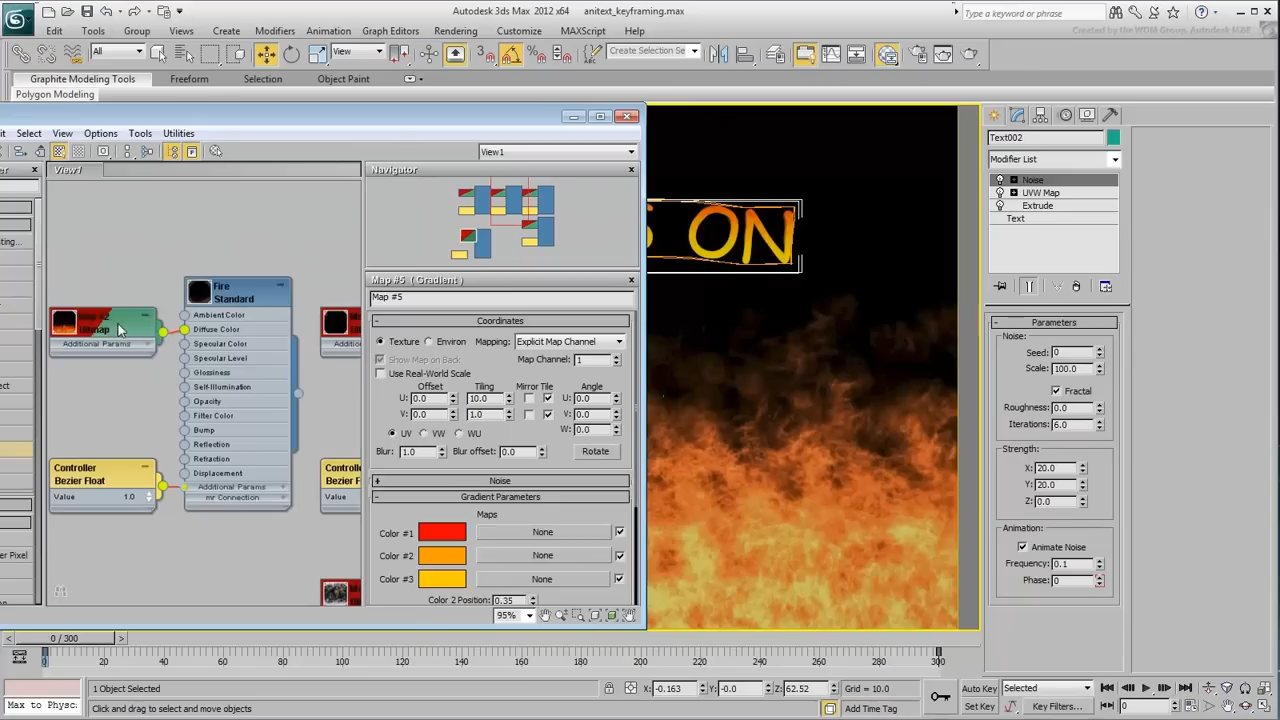 Autodesk 3ds Max 2012 x64 anitext_keyframing.max
Type a keyword or phrase
Created by the WDM Group, Autodesk M&E
Edit Tools Group Views Create Modifiers Animation Graph Editors Rendering Customize MAXScript Help
All View Create Selection Se
Graphite Modeling Tools Freeform Selection Object Paint
Polygon Modeling
Select View Options Tools Utilities
View1
View1
Navigator
Map #5 ( Gradient )
Map #5
Coordinates
Texture Environ Mapping: Explicit Map Channel
Show Map on Back Map Channel: 1
Use Real-World Scale
Offset Tiling Mirror Tile Angle
U: 0.0 10.0 U: 0.0
V: 0.0 1.0 V: 0.0
W: 0.0
UV VW WU
Blur: 1.0 Blur offset: 0.0 Rotate
Noise
Gradient Parameters
Maps
Color #1 None
Color #2 None
Color #3 None
Color 2 Position: 0.35
95%
Bitmap
Additional Params
Fire
Standard
Ambient Color
Diffuse Color
Specular Color
Specular Level
Glossiness
Self-Illumination
Opacity
Filter Color
Bump
Reflection
Refraction
Displacement
Additional Params
mr Connection
Controller
Bezier Float
Value 1.0
Controller
Bezier Float
Value
ON
Text002
Modifier List
Noise
UVW Map
Extrude
Text
Parameters
Noise:
Seed: 0
Scale: 100.0
Fractal
Roughness: 0.0
Iterations: 6.0
Strength:
X: 20.0
Y: 20.0
Z: 0.0
Animation:
Animate Noise
Frequency: 0.1
Phase: 0
0 / 300
20 40 60 80 100 120 140 160 180 200 220 240 260 280 300
Max to Physc
1 Object Selected
X: -0.163 Y: -0.0 Z: 62.52 Grid = 10.0
Click and drag to select and move objects
Add Time Tag
Auto Key Selected
Set Key Key Filters... 0